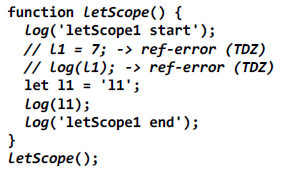 function letScope() {
  log('letScope1 start');
  // l1 = 7; -> ref-error (TDZ)
  // log(l1); -> ref-error (TDZ)
  let l1 = 'l1';
  log(l1);
  log('letScope1 end');
}
letScope();